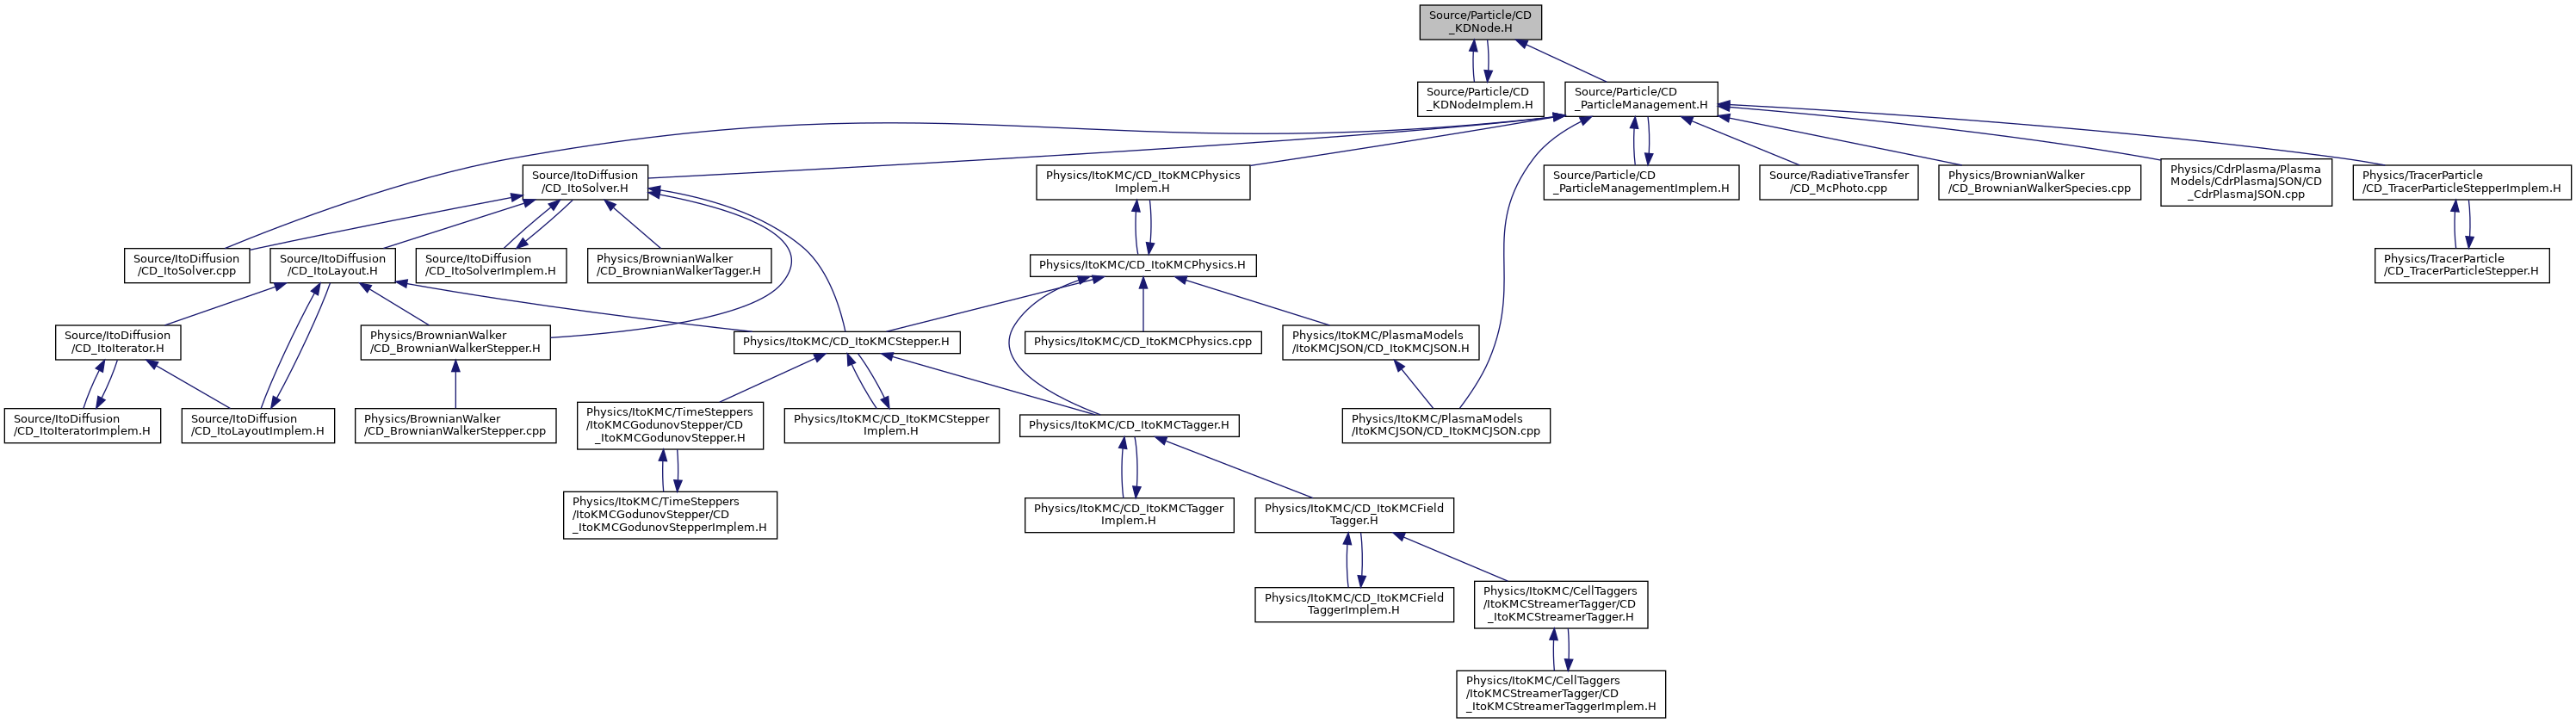 Source/Particle/CD
_KDNode.H
Source/Particle/CD
_KDNodeImplem.H
Source/Particle/CD
_ParticleManagement.H
Source/ItoDiffusion
/CD_ItoSolver.H
Physics/ItoKMC/CD_ItoKMCPhysics
Implem.H
Source/Particle/CD
_ParticleManagementImplem.H
Source/RadiativeTransfer
/CD_McPhoto.cpp
Physics/BrownianWalker
/CD_BrownianWalkerSpecies.cpp
Physics/CdrPlasma/Plasma
Models/CdrPlasmaJSON/CD
_CdrPlasmaJSON.cpp
Physics/TracerParticle
/CD_TracerParticleStepperImplem.H
Source/ItoDiffusion
/CD_ItoSolver.cpp
Source/ItoDiffusion
/CD_ItoLayout.H
Source/ItoDiffusion
/CD_ItoSolverImplem.H
Physics/BrownianWalker
/CD_BrownianWalkerTagger.H
Physics/ItoKMC/CD_ItoKMCPhysics.H
Physics/TracerParticle
/CD_TracerParticleStepper.H
Source/ItoDiffusion
/CD_ItoIterator.H
Physics/BrownianWalker
/CD_BrownianWalkerStepper.H
Physics/ItoKMC/CD_ItoKMCStepper.H
Physics/ItoKMC/CD_ItoKMCPhysics.cpp
Physics/ItoKMC/PlasmaModels
/ItoKMCJSON/CD_ItoKMCJSON.H
Source/ItoDiffusion
/CD_ItoIteratorImplem.H
Source/ItoDiffusion
/CD_ItoLayoutImplem.H
Physics/BrownianWalker
/CD_BrownianWalkerStepper.cpp
Physics/ItoKMC/TimeSteppers
/ItoKMCGodunovStepper/CD
_ItoKMCGodunovStepper.H
Physics/ItoKMC/CD_ItoKMCStepper
Implem.H
Physics/ItoKMC/CD_ItoKMCTagger.H
Physics/ItoKMC/PlasmaModels
/ItoKMCJSON/CD_ItoKMCJSON.cpp
Physics/ItoKMC/TimeSteppers
/ItoKMCGodunovStepper/CD
_ItoKMCGodunovStepperImplem.H
Physics/ItoKMC/CD_ItoKMCTagger
Implem.H
Physics/ItoKMC/CD_ItoKMCField
Tagger.H
Physics/ItoKMC/CD_ItoKMCField
TaggerImplem.H
Physics/ItoKMC/CellTaggers
/ItoKMCStreamerTagger/CD
_ItoKMCStreamerTagger.H
Physics/ItoKMC/CellTaggers
/ItoKMCStreamerTagger/CD
_ItoKMCStreamerTaggerImplem.H